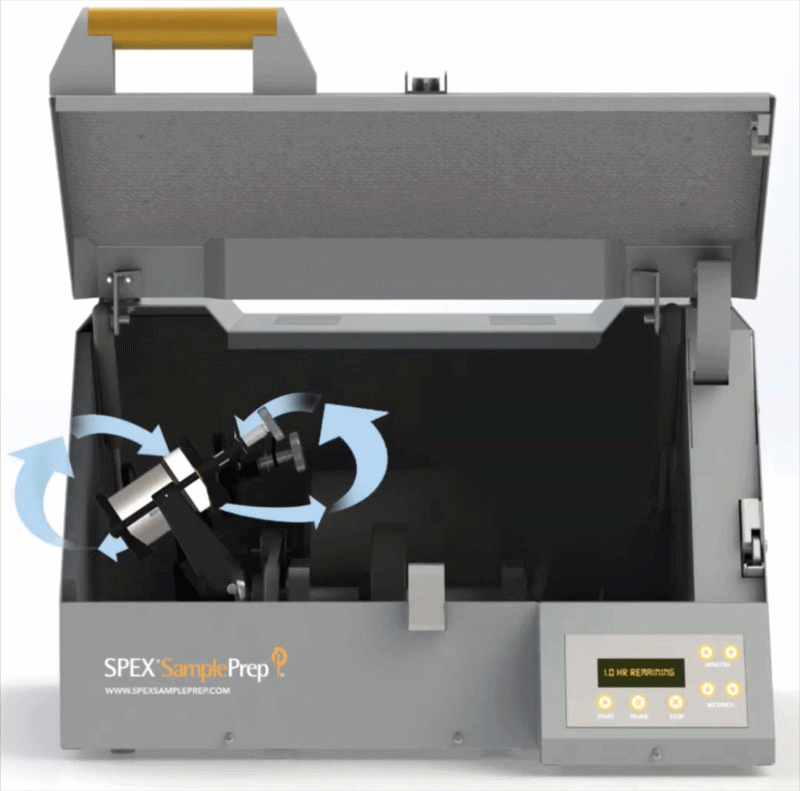 SPEX® SamplePrep
WWW.SPEXSAMPLEPREP.COM
1.0 HR REMAINING
MINUTES
SECONDS
START PAUSE STOP